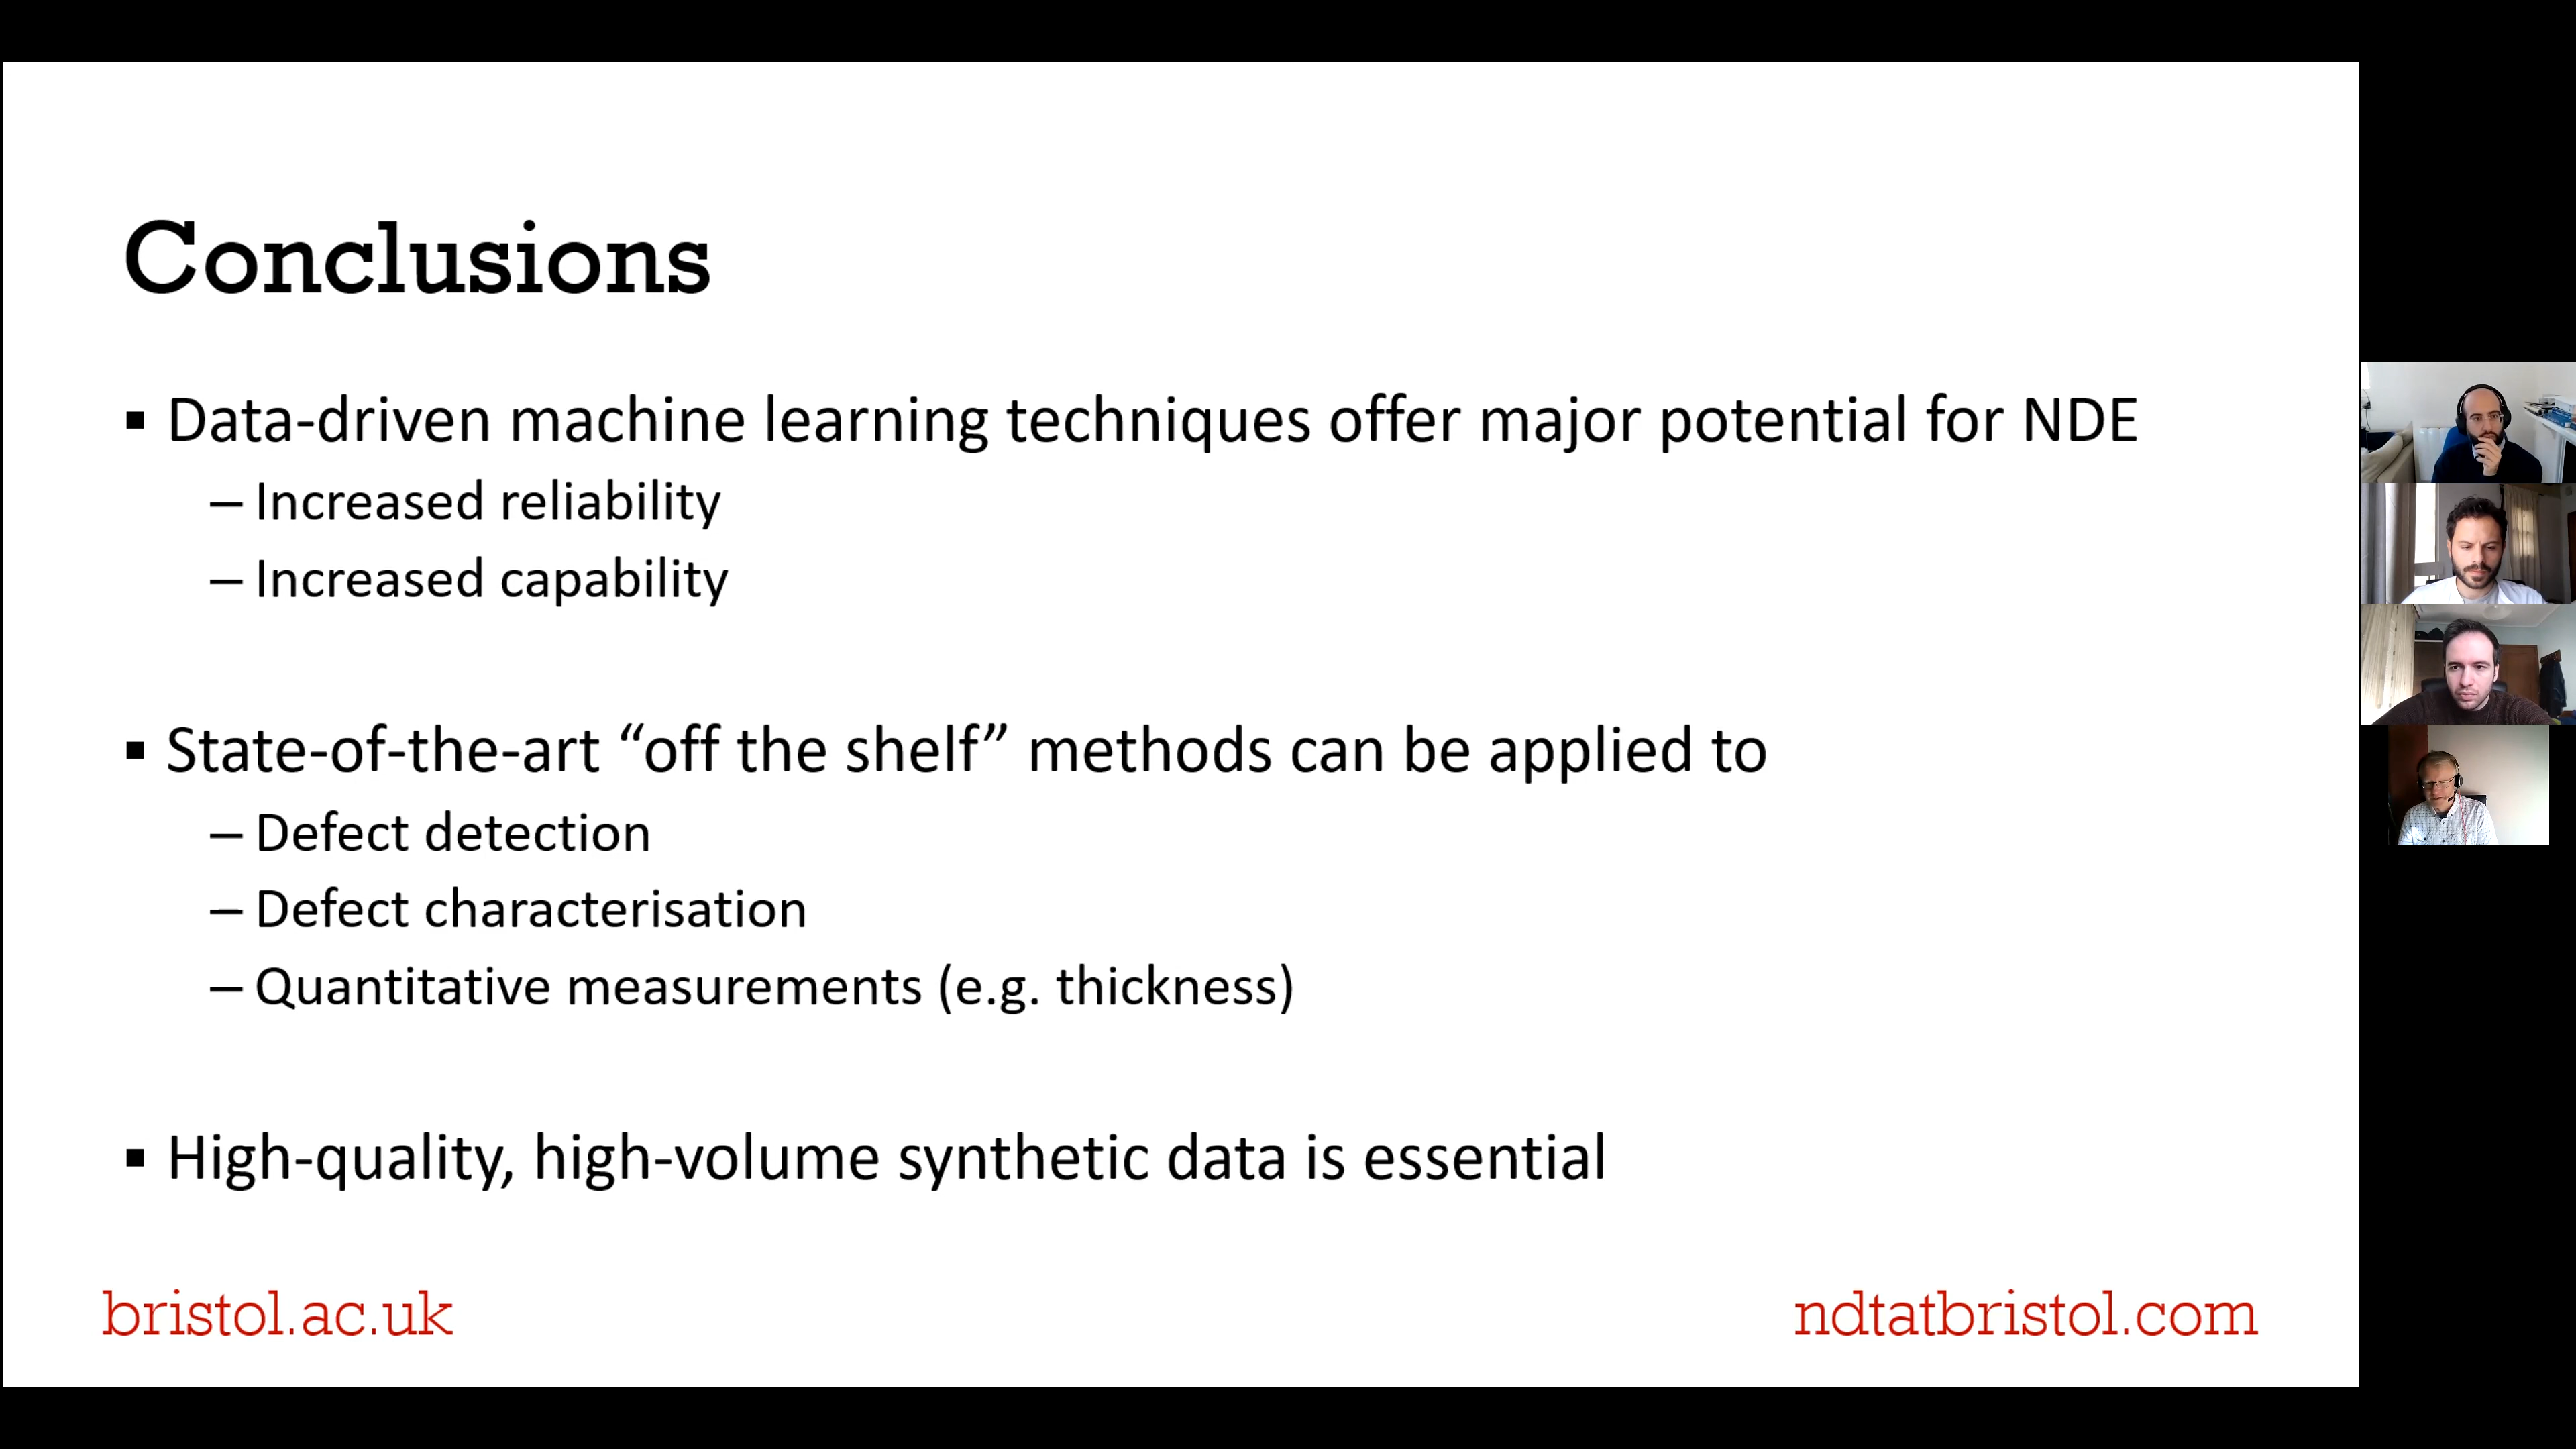 Conclusions
▪ Data-driven machine learning techniques offer major potential for NDE
– Increased reliability
– Increased capability
▪ State-of-the-art “off the shelf” methods can be applied to
– Defect detection
– Defect characterisation
– Quantitative measurements (e.g. thickness)
▪ High-quality, high-volume synthetic data is essential
bristol.ac.uk
ndtatbristol.com